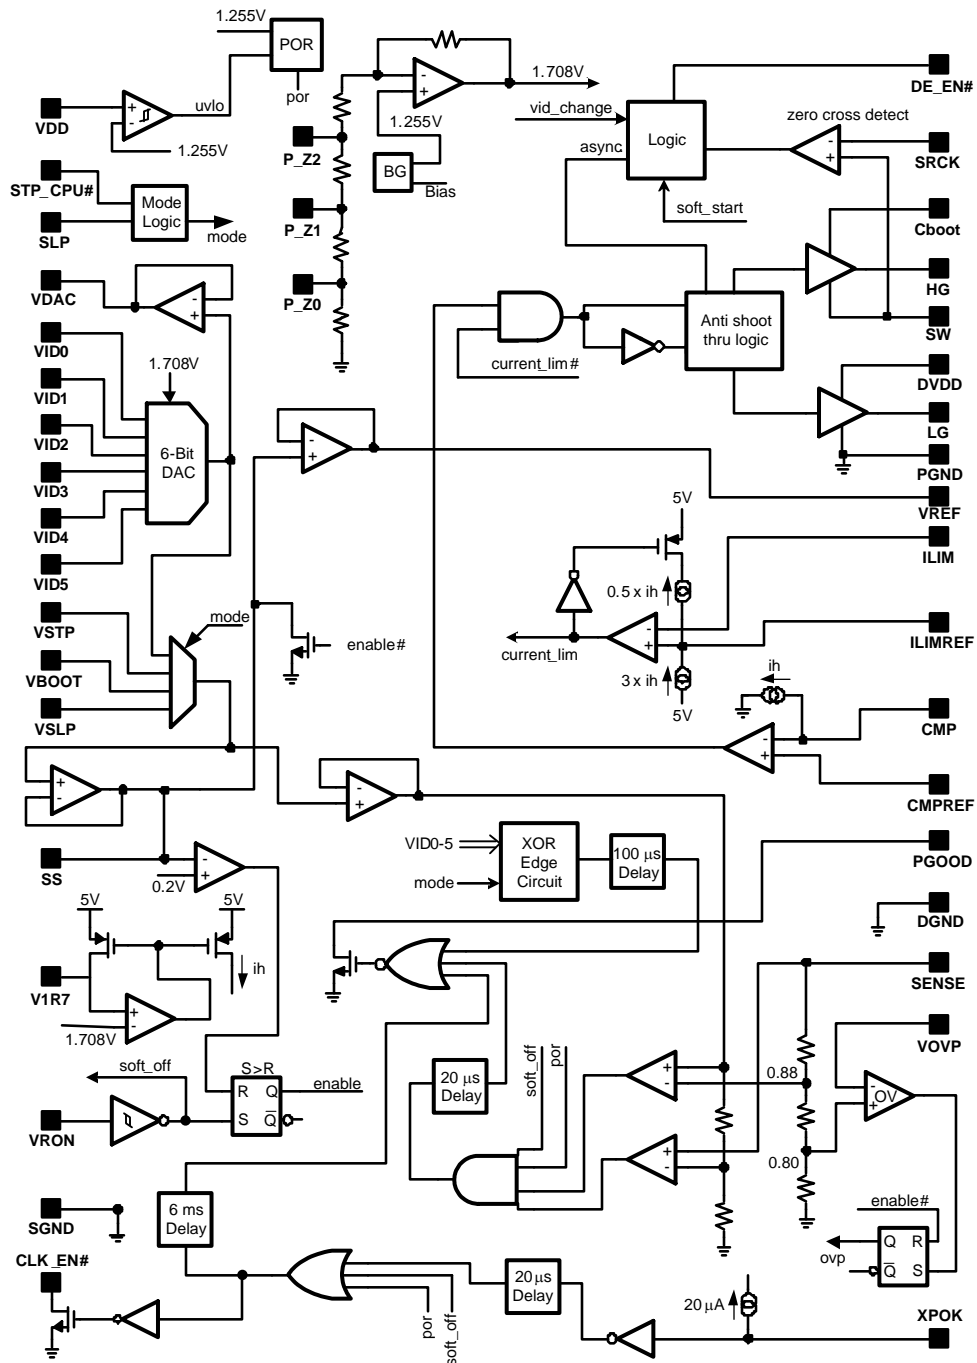 1.255V
POR
uvlo
por
+
-
VDD
1.255V
STP_CPU#
Mode
Logic
SLP
mode
-
+
1.708V
1.255V
P_Z2
BG
Bias
P_Z1
P_Z0
DE_EN#
vid_change
Logic
async
zero cross detect
-
+
SRCK
soft_start
Cboot
HG
SW
Anti shoot
thru logic
current_lim#
DVDD
LG
PGND
VREF
VDAC
-
+
VID0
1.708V
VID1
VID2
6-Bit
DAC
VID3
VID4
VID5
-
+
5V
ILIM
0.5 x ih
-
+
current_lim
3 x ih
5V
ILIMREF
VSTP
mode
enable#
VBOOT
VSLP
ih
-
+
CMP
CMPREF
+
-
-
+
SS
-
+
0.2V
VID0-5
XOR
Edge
Circuit
mode
100 µs
Delay
PGOOD
DGND
5V
5V
ih
V1R7
+
-
1.708V
SENSE
VOVP
soft_off
S>R
R
Q
enable
S
Q
VRON
20 µs
Delay
soft_off
por
+
-
0.88
-
+
OV
+
-
0.80
SGND
6 ms
Delay
enable#
Q
R
ovp
Q
S
CLK_EN#
20µs
Delay
por
soft_off
20 µA
XPOK